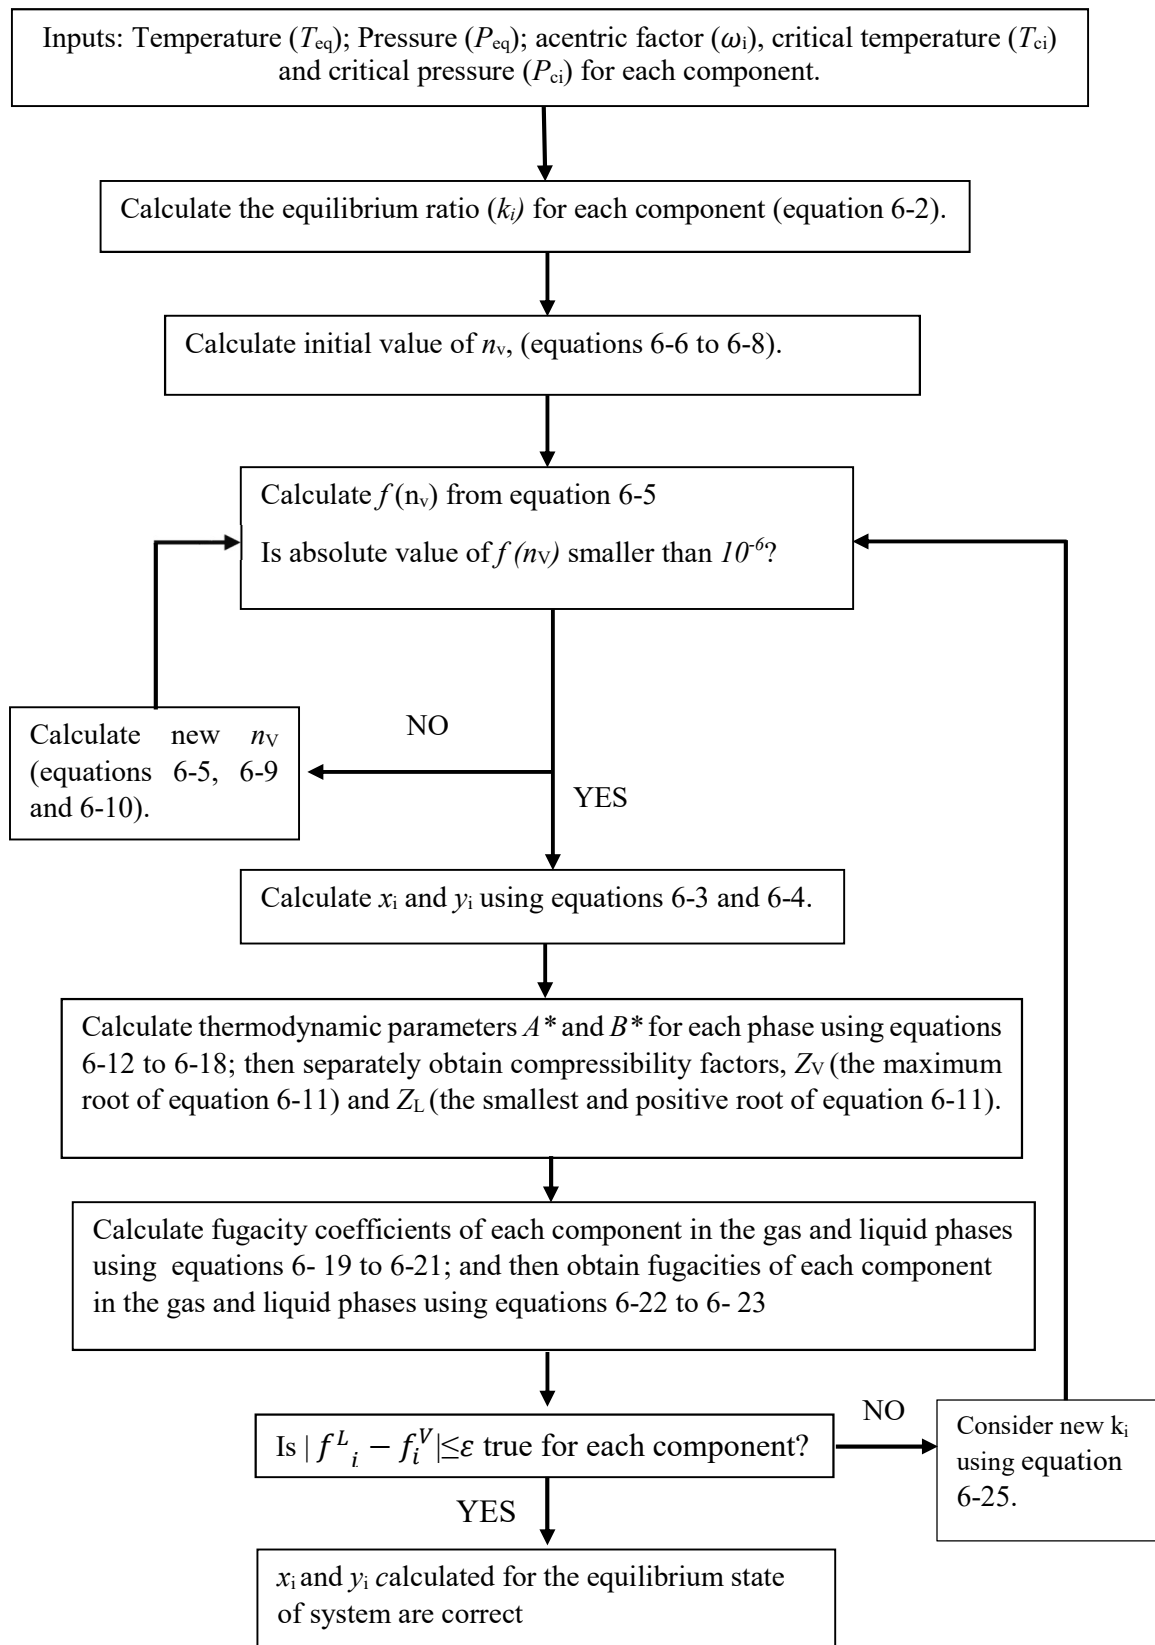 Inputs: Temperature (Teq); Pressure (Peq); acentric factor (ωi), critical temperature (Tci)
and critical pressure (Pci) for each component.
Calculate the equilibrium ratio (ki) for each component (equation 6-2).
Calculate initial value of nv, (equations 6-6 to 6-8).
Calculate f (nv) from equation 6-5
Is absolute value of f (nV) smaller than 10-6?
NO
Calculate new nV
(equations 6-5, 6-9
and 6-10).
YES
Calculate xi and yi using equations 6-3 and 6-4.
Calculate thermodynamic parameters A* and B* for each phase using equations
6-12 to 6-18; then separately obtain compressibility factors, ZV (the maximum
root of equation 6-11) and ZL (the smallest and positive root of equation 6-11).
Calculate fugacity coefficients of each component in the gas and liquid phases
using equations 6- 19 to 6-21; and then obtain fugacities of each component
in the gas and liquid phases using equations 6-22 to 6- 23
Is | f^L_i − f_i^V|≤ε true for each component?
NO
Consider new ki
using equation
6-25.
YES
xi and yi calculated for the equilibrium state
of system are correct